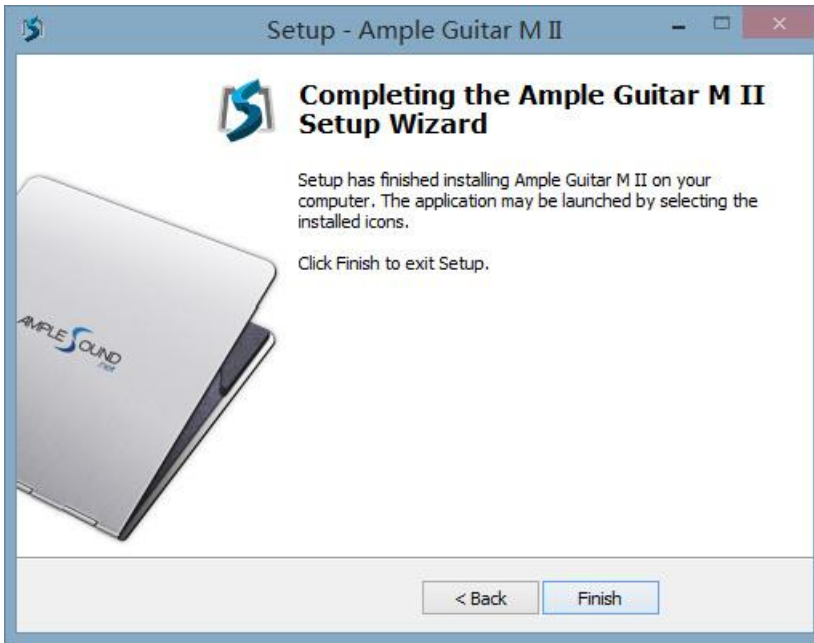 Setup - Ample Guitar M II
Completing the Ample Guitar M II
Setup Wizard
Setup has finished installing Ample Guitar M II on your
computer. The application may be launched by selecting the
installed icons.
Click Finish to exit Setup.
AMPLE SOUND
.net
< Back
Finish